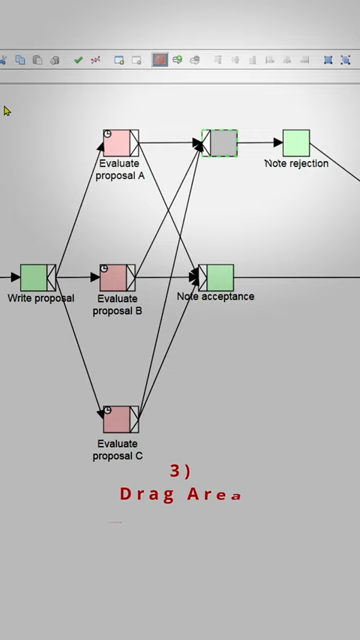 Evaluate
proposal A
Note rejection
Write proposal
Evaluate
proposal B
Note acceptance
Evaluate
proposal C
3)
Drag Area